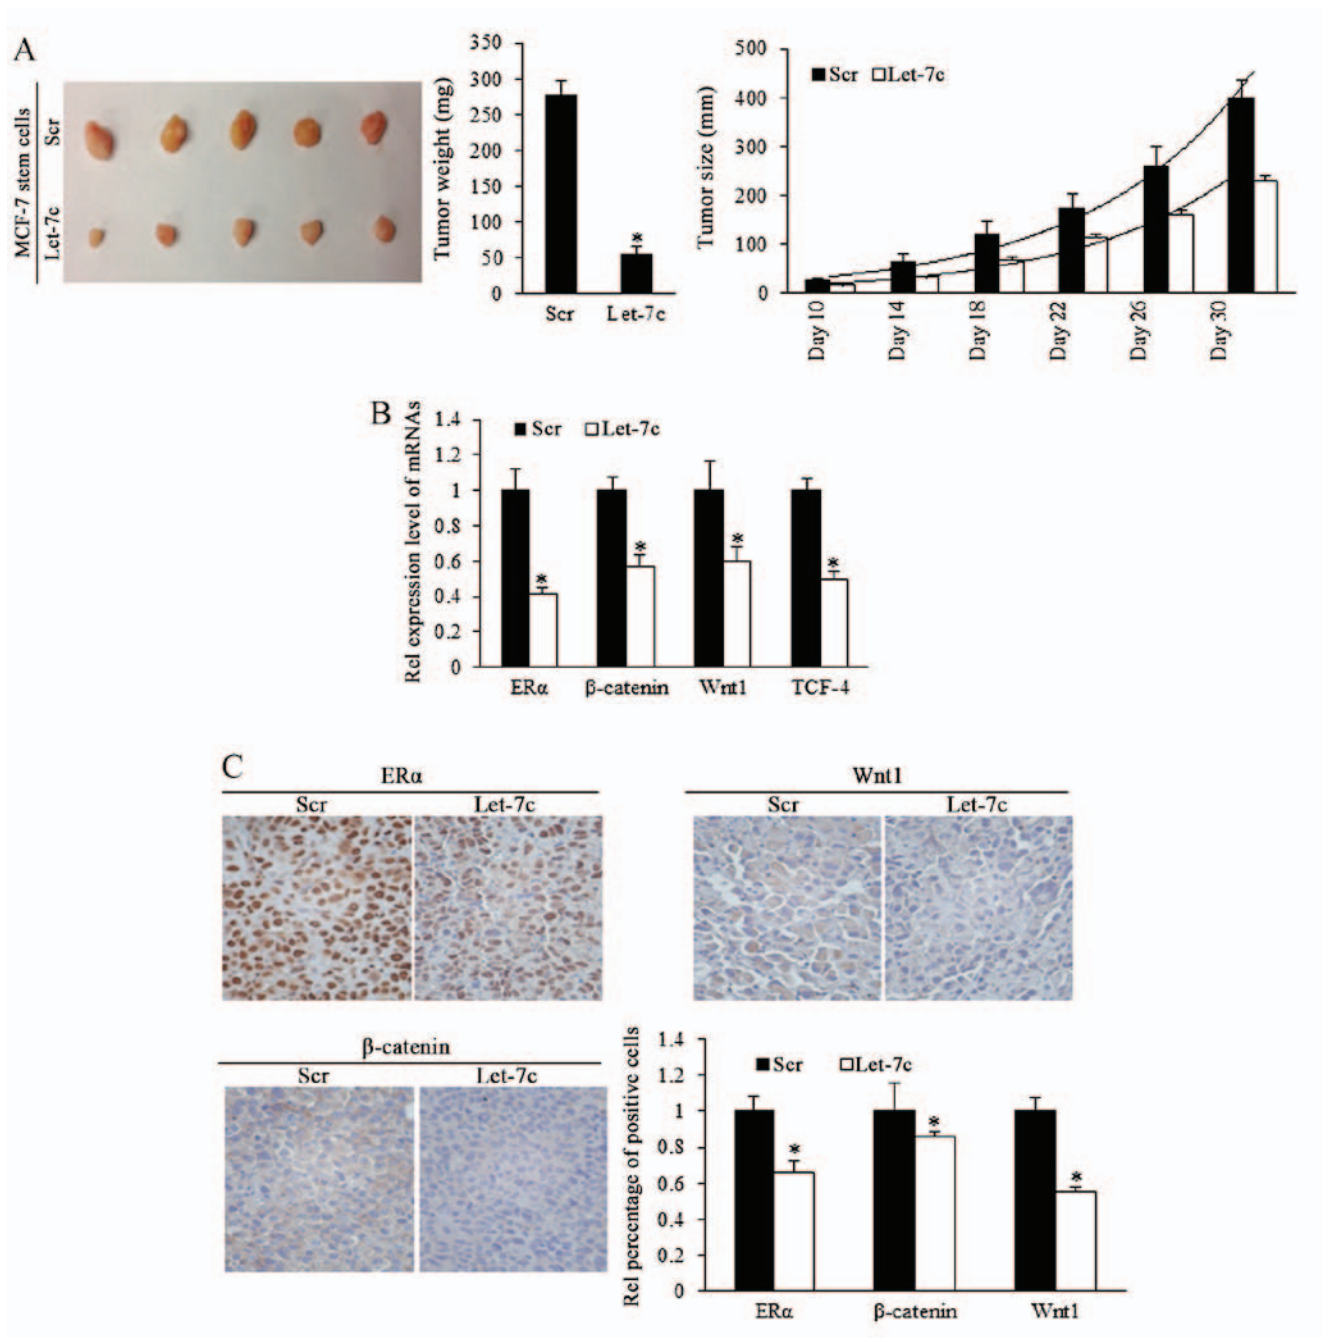 A
MCF-7 stem cells
Scr
Let-7c
Tumor weight (mg)
350
300
250
200
150
100
50
0
*
Scr Let-7c
Tumor size (mm)
500
400
300
200
100
0
Scr Let-7c
Day 10
Day 14
Day 18
Day 22
Day 26
Day 30
B
Rel expression level of mRNAs
1.4
1.2
1
0.8
0.6
0.4
0.2
0
Scr Let-7c
* * * *
ERα β-catenin Wnt1 TCF-4
C
ERα
Scr Let-7c
Wnt1
Scr Let-7c
β-catenin
Scr Let-7c
Rel percentage of positive cells
1.4
1.2
1
0.8
0.6
0.4
0.2
0
Scr Let-7c
* * *
ERα β-catenin Wnt1